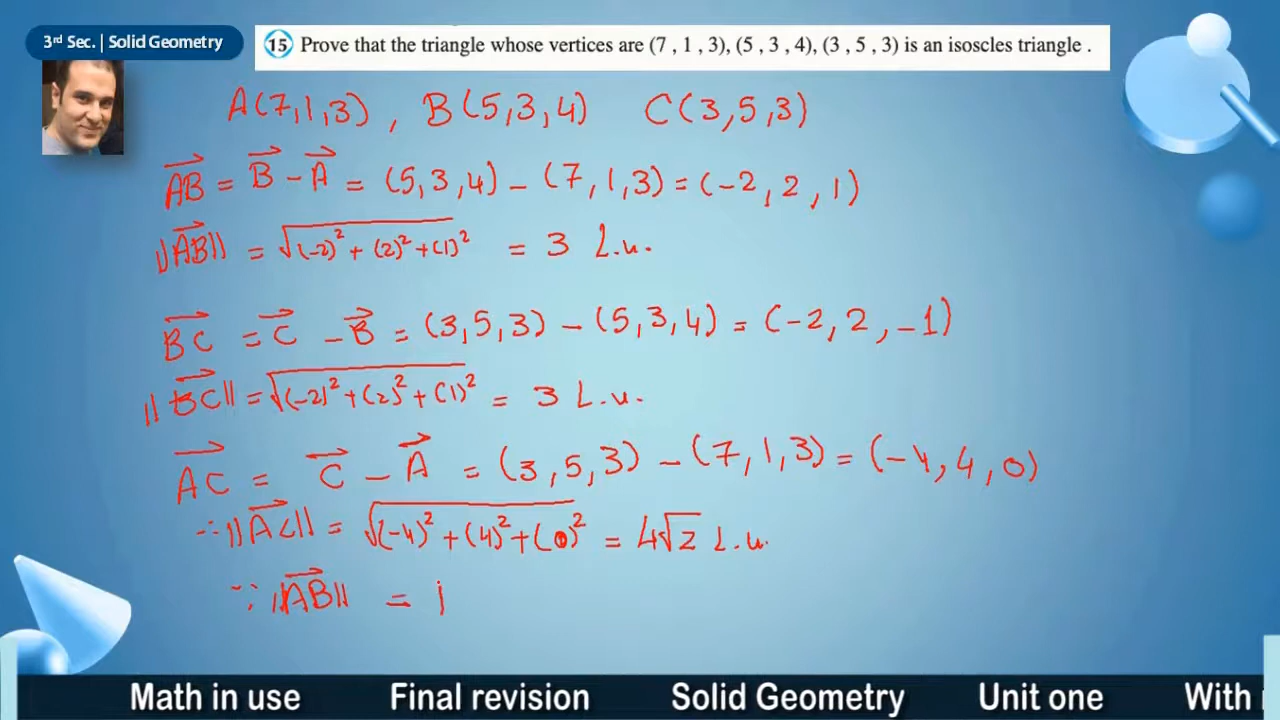 3rd Sec. | Solid Geometry
15 Prove that the triangle whose vertices are (7 , 1 , 3), (5 , 3 , 4), (3 , 5 , 3) is an isoscles triangle .
A(7,1,3) , B(5,3,4) C(3,5,3)
AB⃗ = B⃗ - A⃗ = (5,3,4) - (7,1,3) = (-2, 2, 1)
||AB⃗|| = √((-2)² + (2)² + (1)²) = 3 L.u.
BC⃗ = C⃗ - B⃗ = (3,5,3) - (5,3,4) = (-2, 2, -1)
||BC⃗|| = √((-2)² + (2)² + (1)²) = 3 L.u.
AC⃗ = C⃗ - A⃗ = (3,5,3) - (7,1,3) = (-4, 4, 0)
∴ ||AC⃗|| = √((-4)² + (4)² + (0)²) = 4√2 L.u.
∵ ||AB⃗|| = |
Math in use Final revision Solid Geometry Unit one With